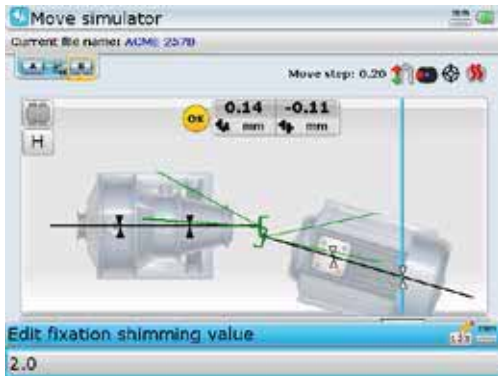 Move simulator
Current file name: ACME 2570
A B
Move step: 0.20
OK 0.14 -0.11
mm mm
H
Edit fixation shimming value
2.0